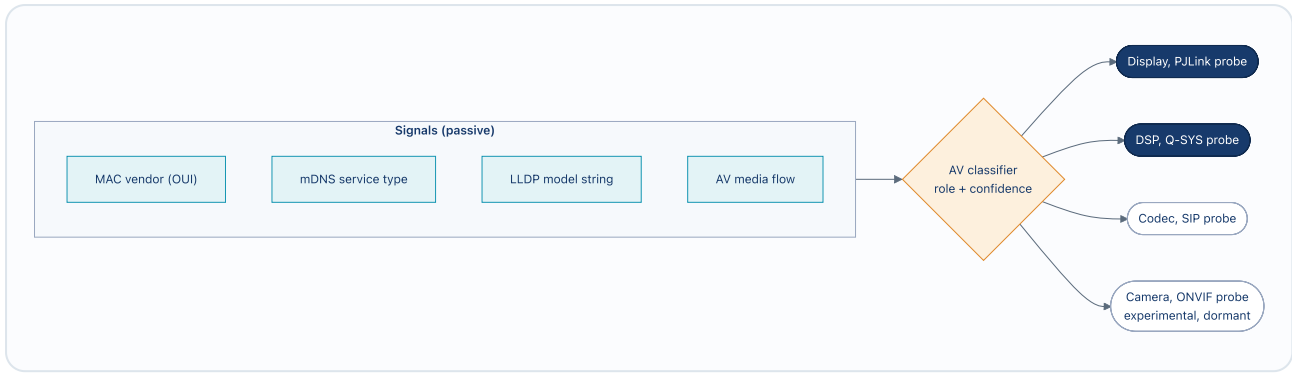 Signals (passive)
MAC vendor (OUI)
mDNS service type
LLDP model string
AV media flow
AV classifier
role + confidence
Display, PJLink probe
DSP, Q-SYS probe
Codec, SIP probe
Camera, ONVIF probe
experimental, dormant